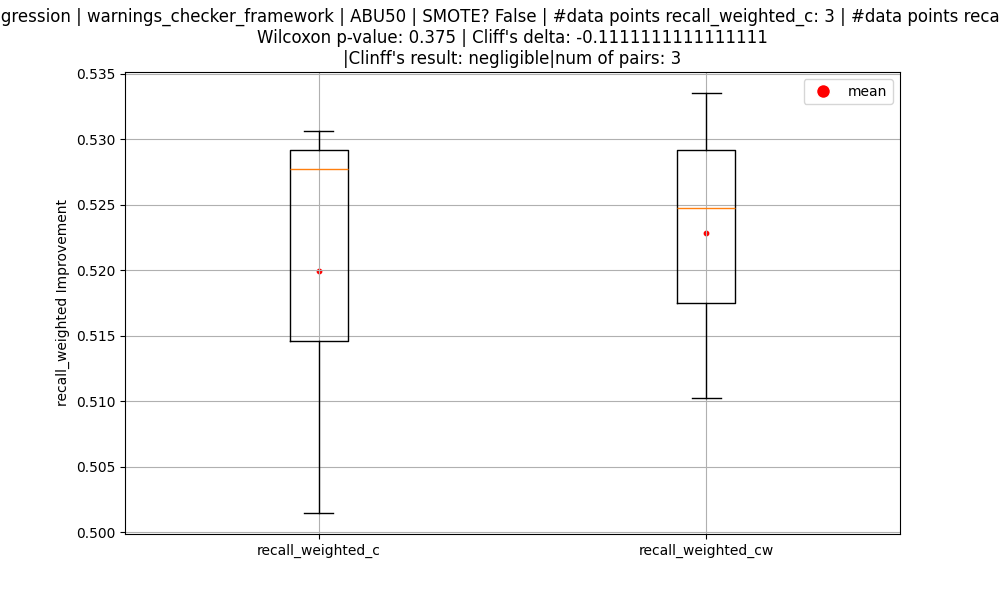 gression | warnings_checker_framework | ABU50 | SMOTE? False | #data points recall_weighted_c: 3 | #data points reca
Wilcoxon p-value: 0.375 | Cliff's delta: -0.1111111111111111
|Clinff's result: negligible|num of pairs: 3
mean
0.535
0.530
0.525
0.520
0.515
0.510
0.505
0.500
recall_weighted Improvement
recall_weighted_c
recall_weighted_cw